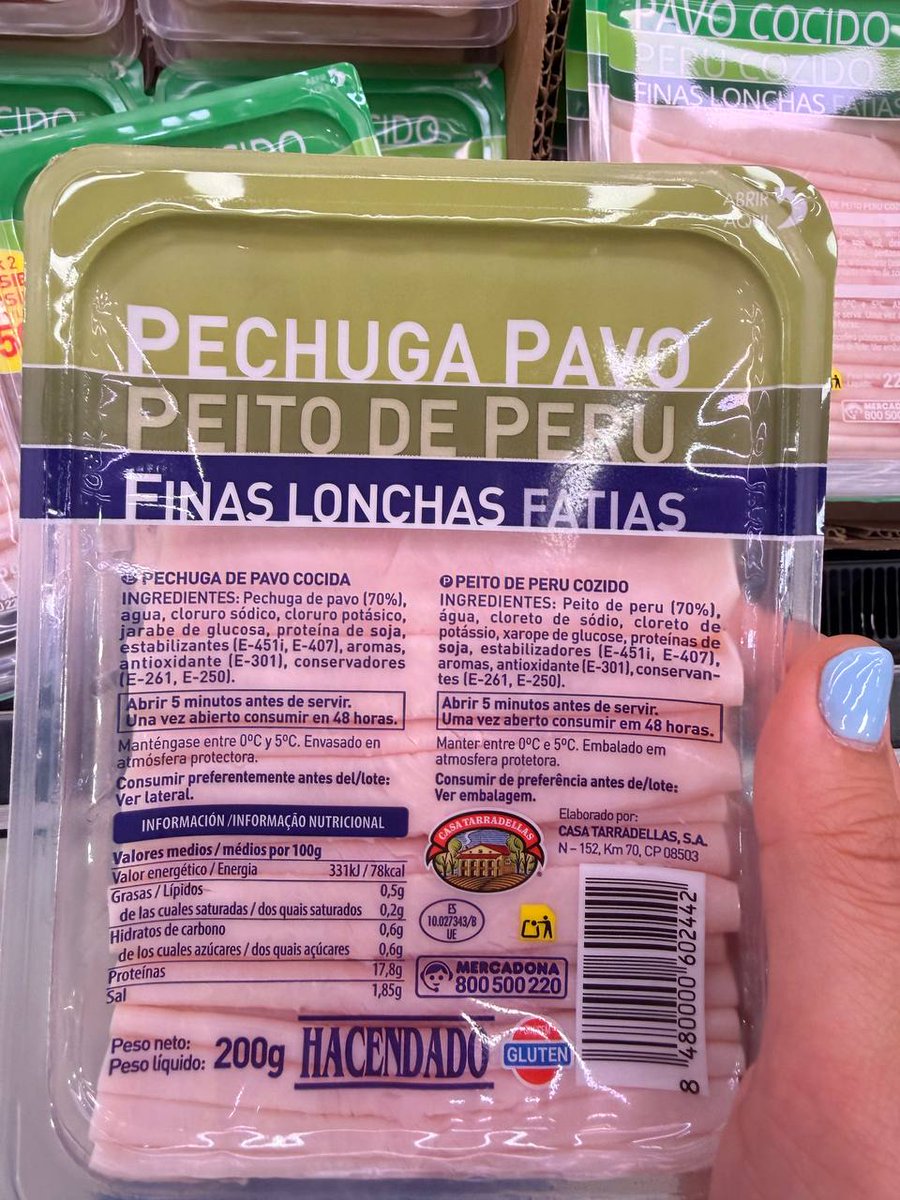 PAVO COCIDO
PERU COZIDO
FINAS LONCHAS FATIAS
CIDO
ABRIR
AQUÍ
PECHUGA PAVO
PEITO DE PERU
FINAS LONCHAS FATIAS
E PECHUGA DE PAVO COCIDA
INGREDIENTES: Pechuga de pavo (70%),
agua, cloruro sódico, cloruro potásico,
jarabe de glucosa, proteína de soja,
estabilizantes (E-451i, E-407), aromas,
antioxidante (E-301), conservadores
(E-261, E-250).
Abrir 5 minutos antes de servir.
Una vez abierto consumir en 48 horas.
Manténgase entre 0ºC y 5ºC. Envasado en
atmósfera protectora.
Consumir preferentemente antes del/lote:
Ver lateral.
P PEITO DE PERU COZIDO
INGREDIENTES: Peito de peru (70%),
água, cloreto de sódio, cloreto de
potássio, xarope de glucose, proteínas de
soja, estabilizadores (E-451i, E-407),
aromas, antioxidante (E-301), conservan-
tes (E-261, E-250).
Abrir 5 minutos antes de servir.
Uma vez aberto consumir em 48 horas.
Manter entre 0ºC e 5ºC. Embalado em
atmosfera protetora.
Consumir de preferência antes de/lote:
Ver embalagem.
INFORMACIÓN /INFORMAÇÃO NUTRICIONAL
Valores medios / médios por 100g
Valor energético / Energia 331kJ / 78kcal
Grasas / Lípidos 0,5g
de las cuales saturadas / dos quais saturados 0,2g
Hidratos de carbono 0,6g
de los cuales azúcares / dos quais açúcares 0,6g
Proteínas 17,8g
Sal 1,85g
CASA TARRADELLAS
Elaborado por:
CASA TARRADELLAS, S.A.
N – 152, Km 70, CP 08503
ES
10.027343/B
UE
MERCADONA
800 500 220
Peso neto:
Peso líquido: 200g
HACENDADO
GLUTEN
8 480000 602442